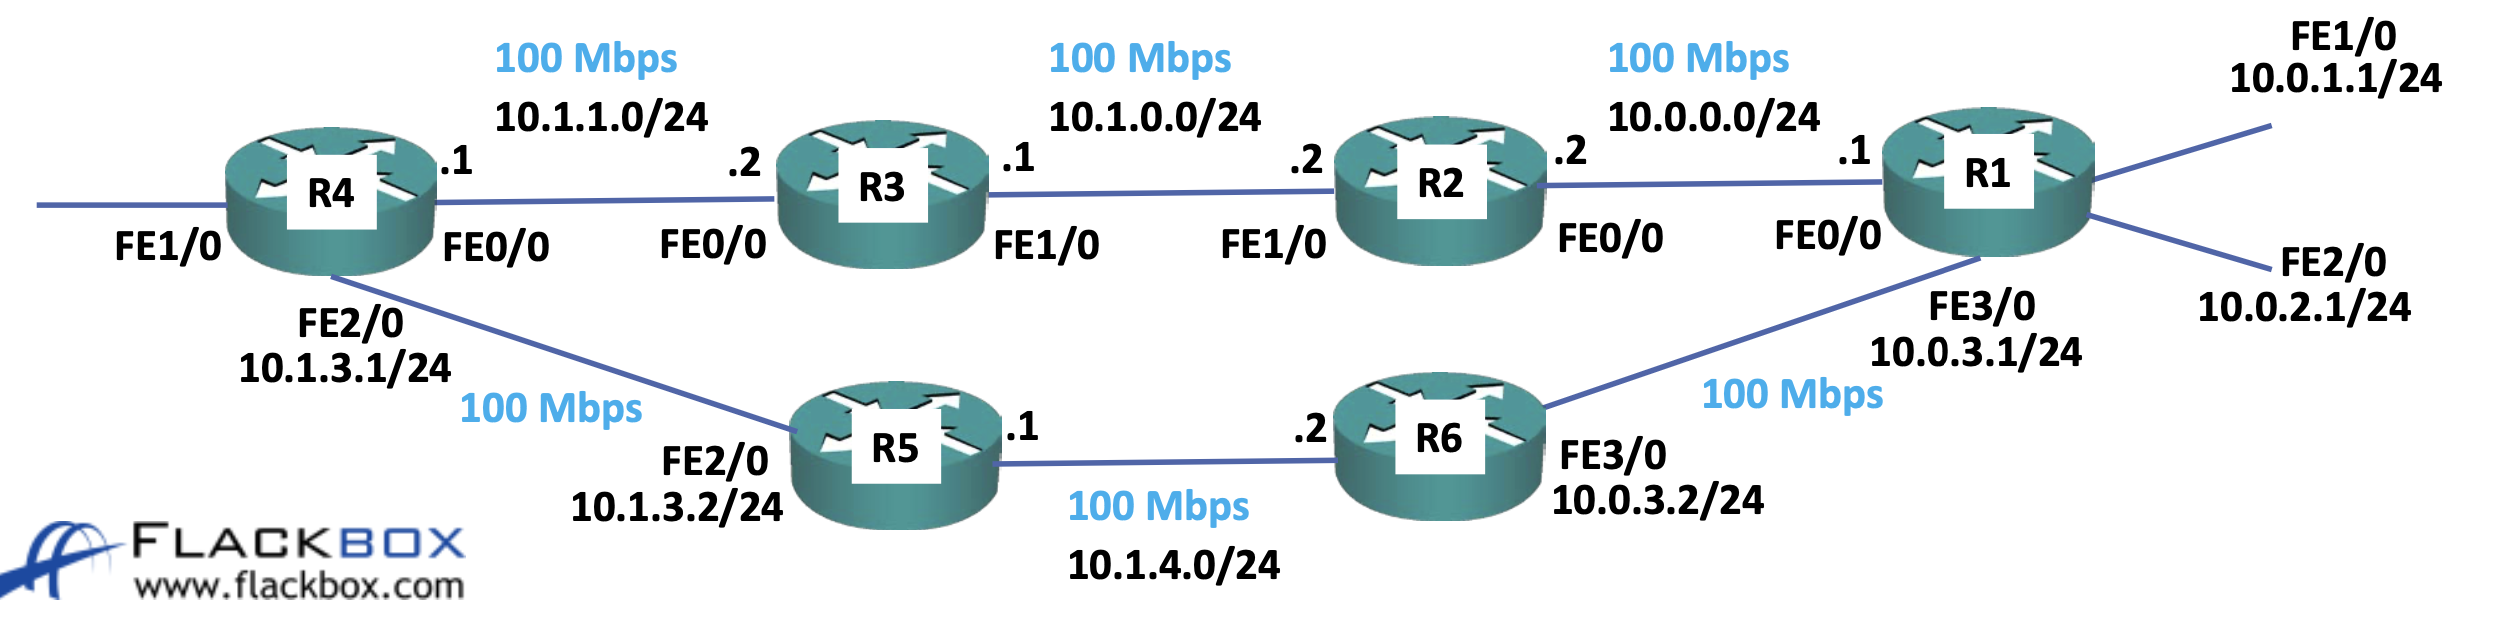 FE1/0
10.0.1.1/24
100 Mbps
10.1.1.0/24
100 Mbps
10.1.0.0/24
100 Mbps
10.0.0.0/24
R4
.1
.2
R3
.1
.2
R2
.2
.1
R1
FE1/0
FE0/0
FE0/0
FE1/0
FE1/0
FE0/0
FE0/0
FE2/0
10.0.2.1/24
FE2/0
10.1.3.1/24
100 Mbps
FE3/0
10.0.3.1/24
100 Mbps
FE2/0
10.1.3.2/24
R5
.1
.2
R6
FE3/0
10.0.3.2/24
100 Mbps
10.1.4.0/24
FLACKBOX
www.flackbox.com